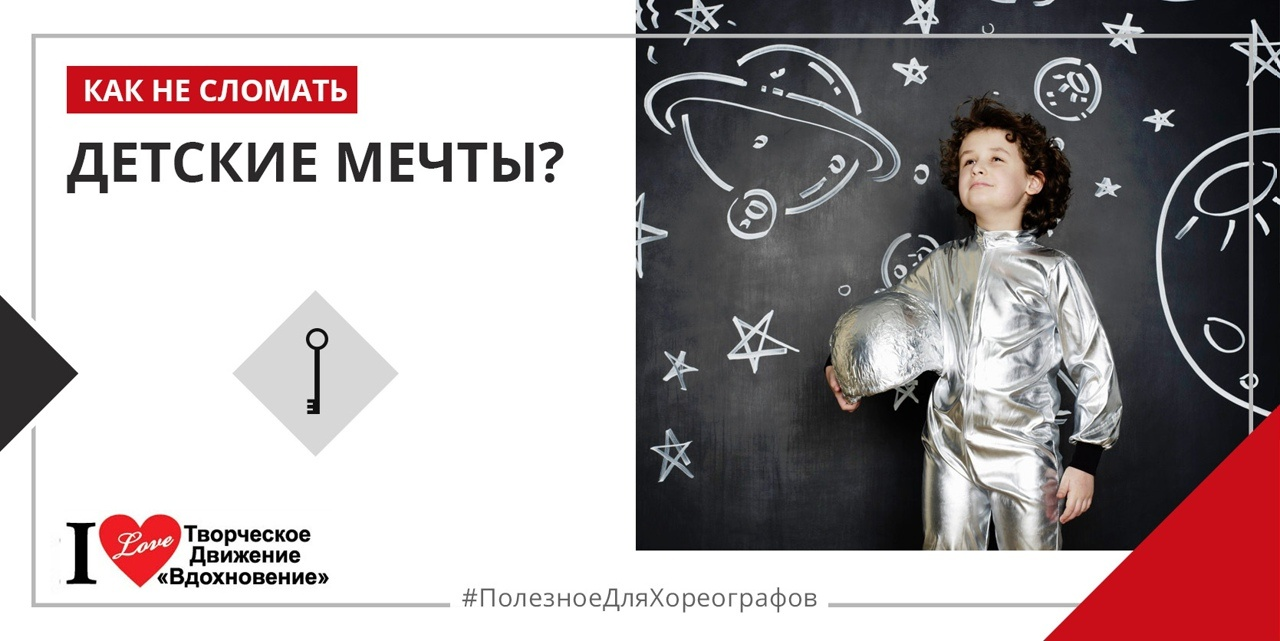 КАК НЕ СЛОМАТЬ
ДЕТСКИЕ МЕЧТЫ?
I Love Творческое
Движение
«Вдохновение»
#ПолезноеДляХореографов